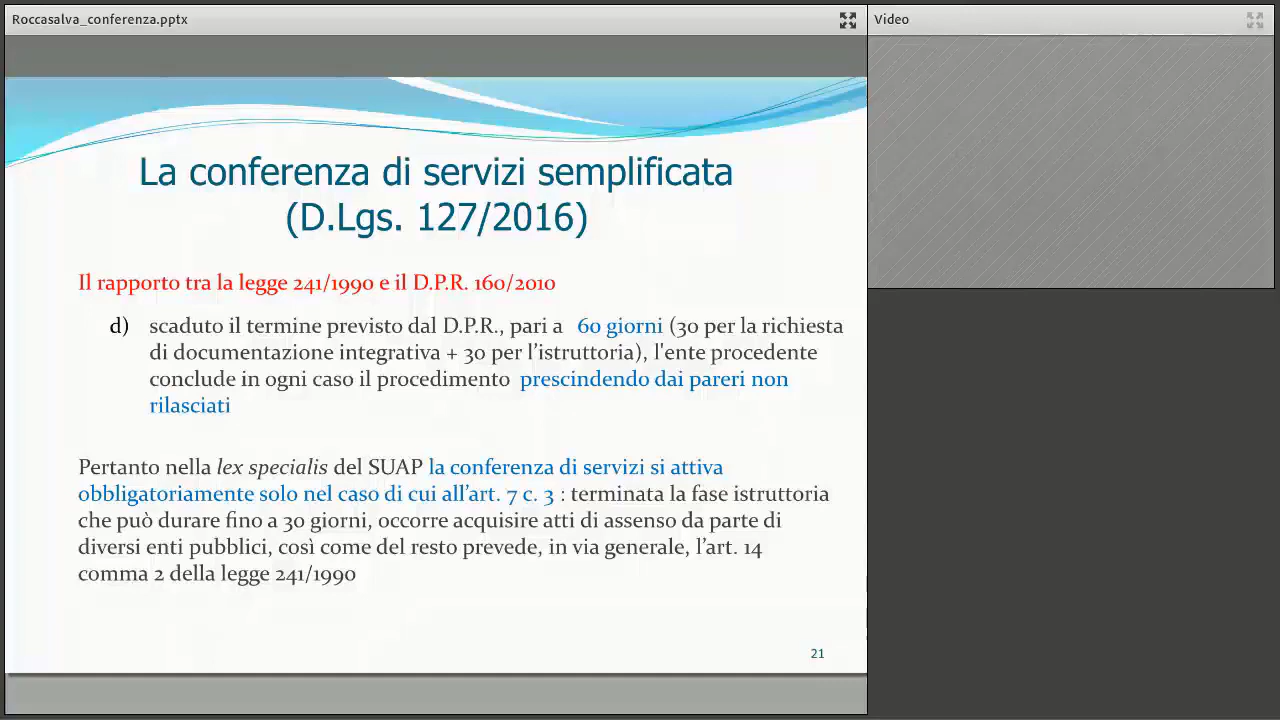 Roccasalva_conferenza.pptx
Video
La conferenza di servizi semplificata
(D.Lgs. 127/2016)
Il rapporto tra la legge 241/1990 e il D.P.R. 160/2010
d) scaduto il termine previsto dal D.P.R., pari a 60 giorni (30 per la richiesta
di documentazione integrativa + 30 per l’istruttoria), l'ente procedente
conclude in ogni caso il procedimento prescindendo dai pareri non
rilasciati
Pertanto nella lex specialis del SUAP la conferenza di servizi si attiva
obbligatoriamente solo nel caso di cui all’art. 7 c. 3 : terminata la fase istruttoria
che può durare fino a 30 giorni, occorre acquisire atti di assenso da parte di
diversi enti pubblici, così come del resto prevede, in via generale, l’art. 14
comma 2 della legge 241/1990
21